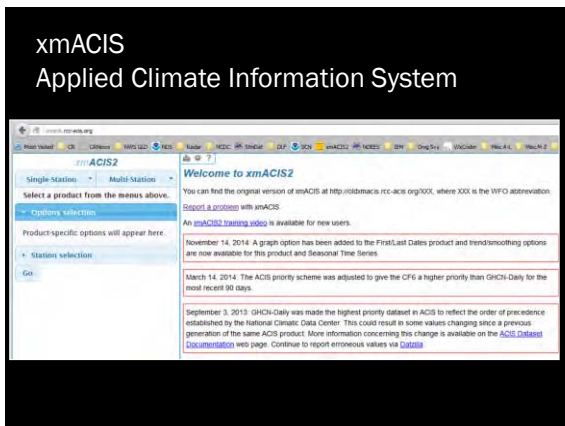 xmACIS
Applied Climate Information System
xmACIS2
Single-Station Multi-Station
Select a product from the menus above.
Options selection
Product-specific options will appear here.
Station selection
Go
Welcome to xmACIS2
You can find the original version of xmACIS at http://oldxmacis.rcc-acis.org/XXX, where XXX is the WFO abbreviation.
Report a problem with xmACIS.
An xmACIS2 training video is available for new users.
November 14, 2014: A graph option has been added to the First/Last Dates product and trend/smoothing options
are now available for this product and Seasonal Time Series.
March 14, 2014: The ACIS priority scheme was adjusted to give the CF6 a higher priority than GHCN-Daily for the
most recent 90 days.
September 3, 2013: GHCN-Daily was made the highest priority dataset in ACIS to reflect the order of precedence
established by the National Climatic Data Center. This could result in some values changing since a previous
generation of the same ACIS product. More information concerning this change is available on the ACIS Dataset
Documentation web page. Continue to report erroneous values via Datzilla.